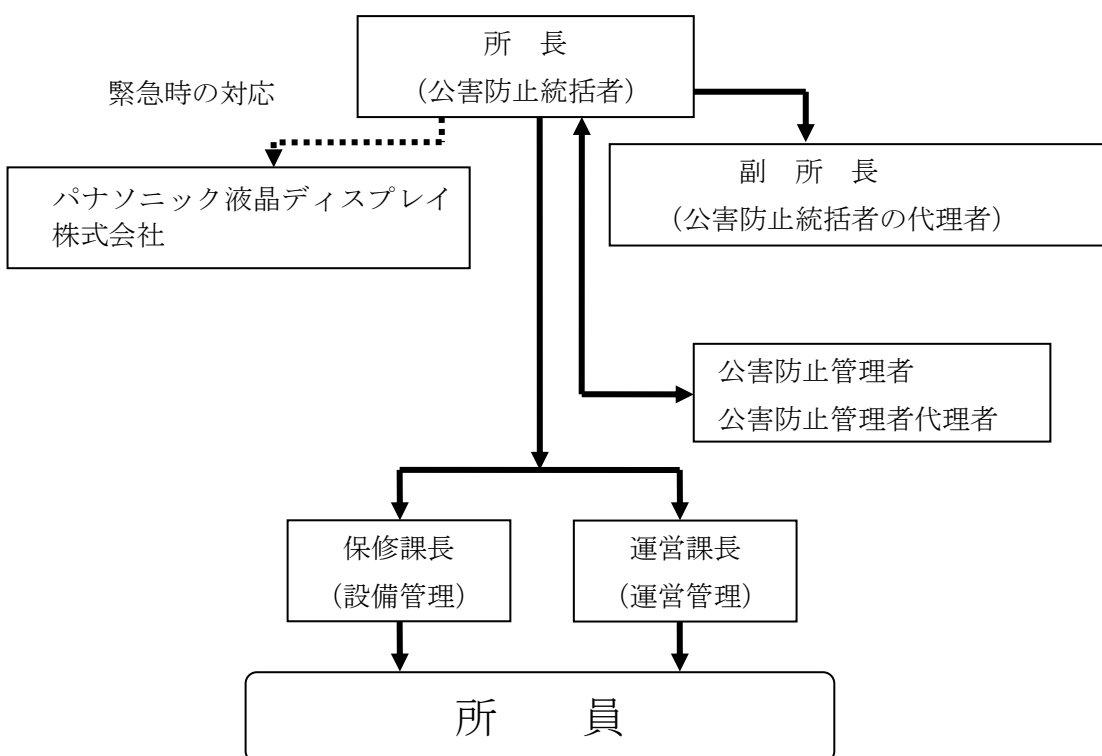 所　長
（公害防止統括者）
緊急時の対応
パナソニック液晶ディスプレイ
株式会社
副　所　長
（公害防止統括者の代理者）
公害防止管理者
公害防止管理者代理者
保修課長
（設備管理）
運営課長
（運営管理）
所　　員